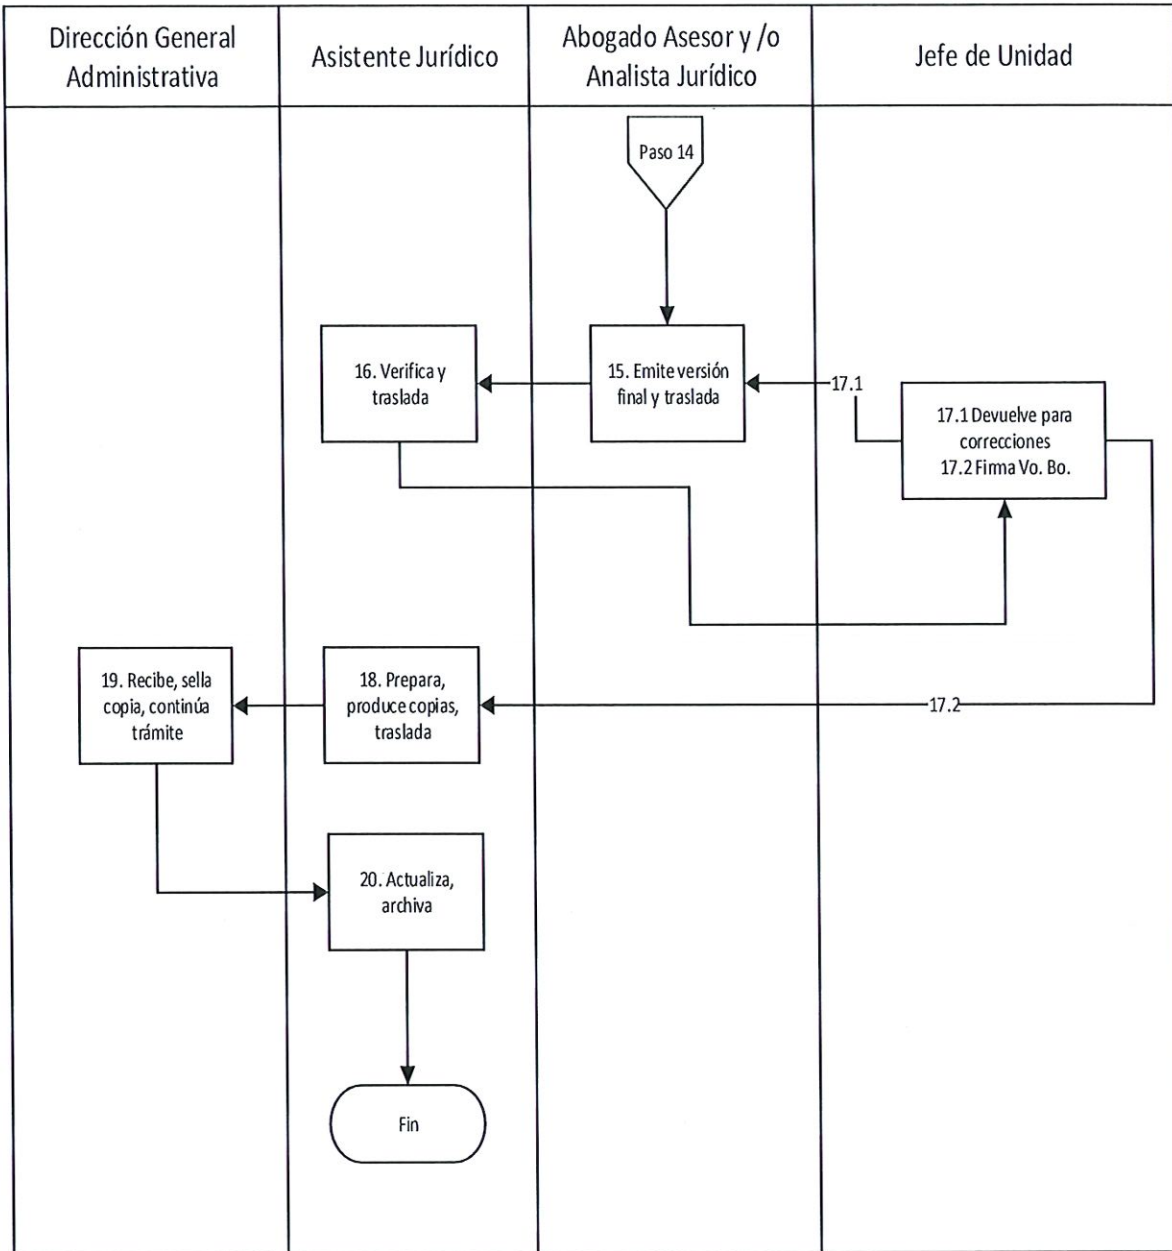 Dirección General
Administrativa
Asistente Jurídico
Abogado Asesor y /o
Analista Jurídico
Jefe de Unidad
Paso 14
16. Verifica y
traslada
15. Emite versión
final y traslada
17.1
17.1 Devuelve para
correcciones
17.2 Firma Vo. Bo.
19. Recibe, sella
copia, continúa
trámite
18. Prepara,
produce copias,
traslada
17.2
20. Actualiza,
archiva
Fin